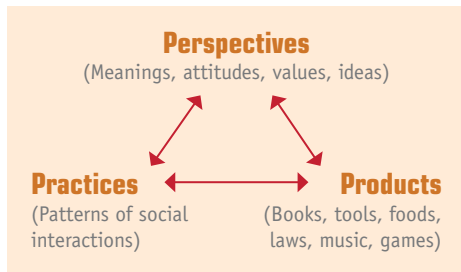 Perspectives
(Meanings, attitudes, values, ideas)
Practices
(Patterns of social
interactions)
Products
(Books, tools, foods,
laws, music, games)